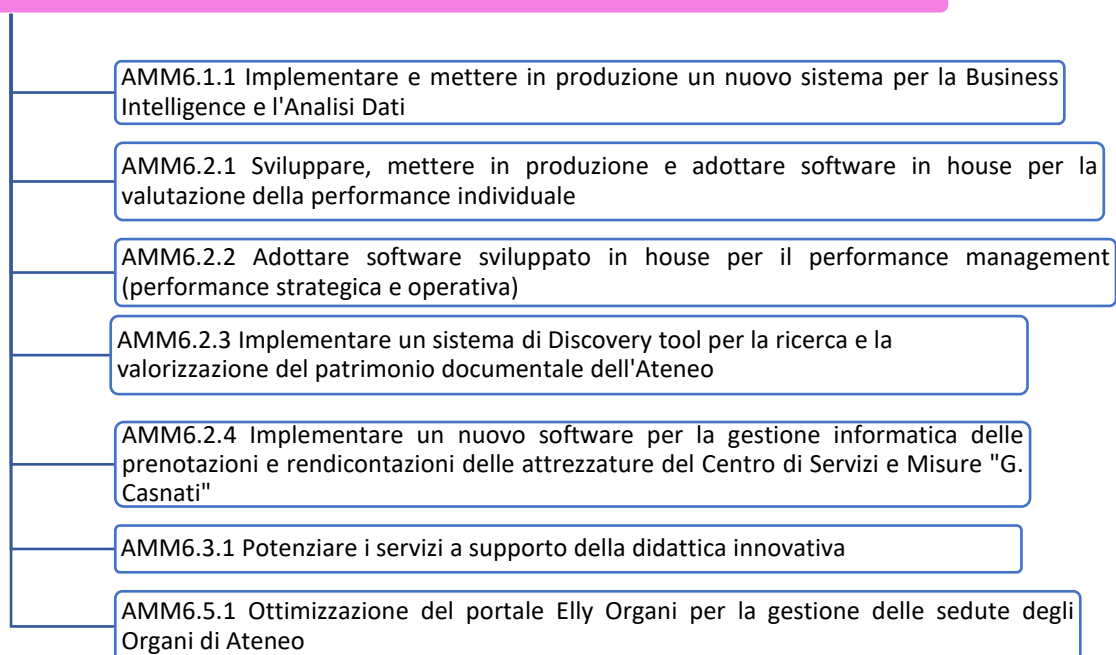 AMM6.1.1 Implementare e mettere in produzione un nuovo sistema per la Business
Intelligence e l'Analisi Dati
AMM6.2.1 Sviluppare, mettere in produzione e adottare software in house per la
valutazione della performance individuale
AMM6.2.2 Adottare software sviluppato in house per il performance management
(performance strategica e operativa)
AMM6.2.3 Implementare un sistema di Discovery tool per la ricerca e la
valorizzazione del patrimonio documentale dell'Ateneo
AMM6.2.4 Implementare un nuovo software per la gestione informatica delle
prenotazioni e rendicontazioni delle attrezzature del Centro di Servizi e Misure "G.
Casnati"
AMM6.3.1 Potenziare i servizi a supporto della didattica innovativa
AMM6.5.1 Ottimizzazione del portale Elly Organi per la gestione delle sedute degli
Organi di Ateneo